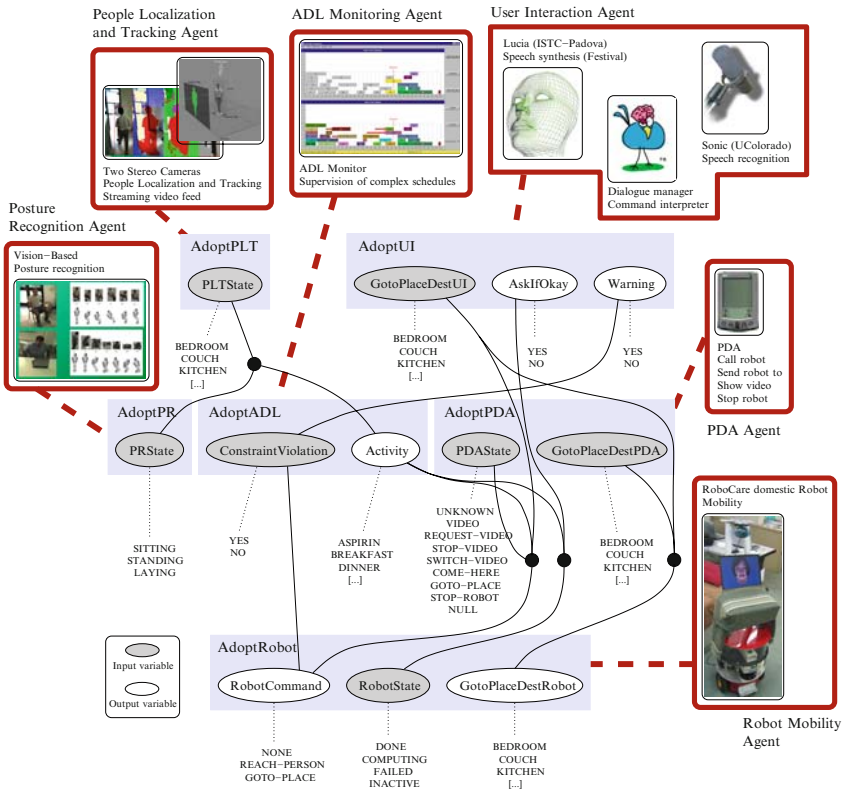 People Localization
and Tracking Agent
ADL Monitoring Agent
User Interaction Agent
Lucia (ISTC−Padova)
Speech synthesis (Festival)
Sonic (UColorado)
Speech recognition
Dialogue manager
Command interpreter
Two Stereo Cameras
People Localization and Tracking
Streaming video feed
ADL Monitor
Supervision of complex schedules
Posture
Recognition Agent
Vision−Based
Posture recognition
AdoptPLT
PLTState
BEDROOM
COUCH
KITCHEN
[...]
AdoptUI
GotoPlaceDestUI
AskIfOkay
Warning
BEDROOM
COUCH
KITCHEN
[...]
YES
NO
YES
NO
PDA
Call robot
Send robot to
Show video
Stop robot
PDA Agent
AdoptPR
PRState
SITTING
STANDING
LAYING
AdoptADL
ConstraintViolation
Activity
YES
NO
ASPIRIN
BREAKFAST
DINNER
[...]
AdoptPDA
PDAState
GotoPlaceDestPDA
UNKNOWN
VIDEO
REQUEST−VIDEO
STOP−VIDEO
SWITCH−VIDEO
COME−HERE
GOTO−PLACE
STOP−ROBOT
NULL
BEDROOM
COUCH
KITCHEN
[...]
RoboCare domestic Robot
Mobility
Robot Mobility
Agent
Input variable
Output variable
AdoptRobot
RobotCommand
RobotState
GotoPlaceDestRobot
NONE
REACH−PERSON
GOTO−PLACE
DONE
COMPUTING
FAILED
INACTIVE
BEDROOM
COUCH
KITCHEN
[...]